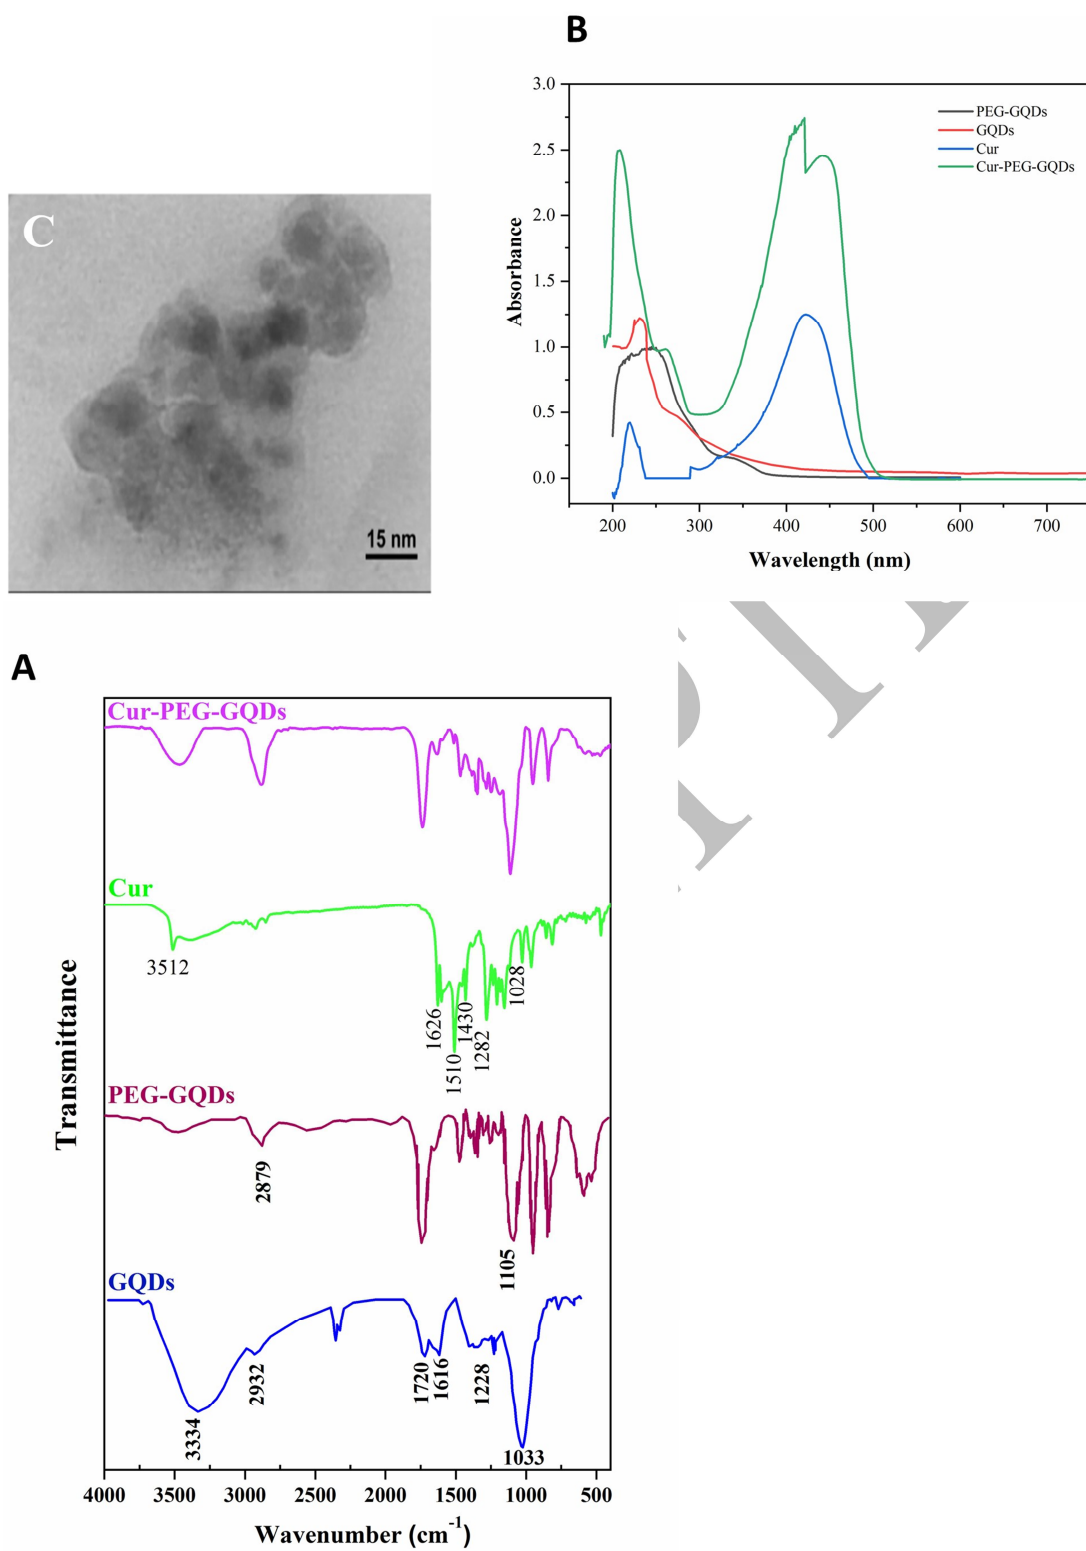 B
3.0
2.5
2.0
1.5
1.0
0.5
0.0
Absorbance
PEG-GQDs
GQDs
Cur
Cur-PEG-GQDs
200 300 400 500 600 700
Wavelength (nm)
C
15 nm
A
Cur-PEG-GQDs
Cur
3512
1626
1510
1430
1282
1028
PEG-GQDs
2879
1105
GQDs
3334
2932
1720
1616
1228
1033
Transmittance
4000 3500 3000 2500 2000 1500 1000 500
Wavenumber (cm⁻¹)